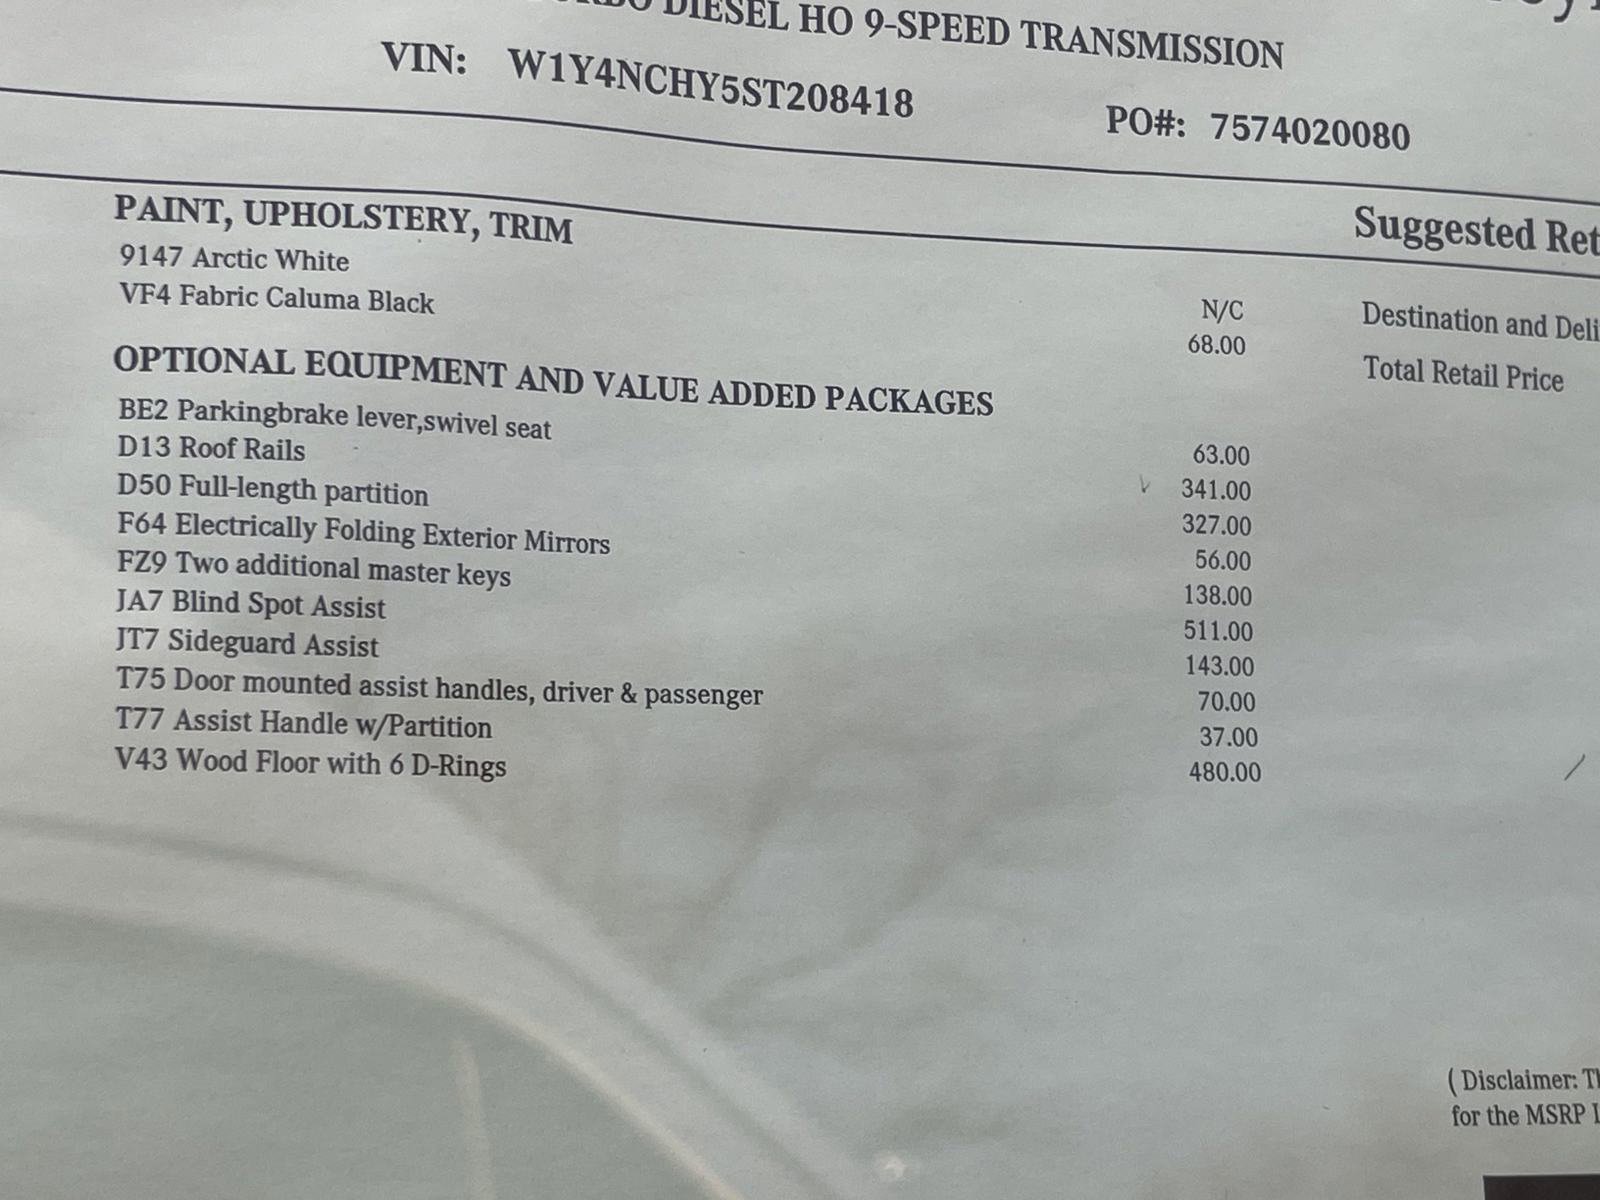 DIESEL HO 9-SPEED TRANSMISSION
VIN: W1Y4NCHY5ST208418
PO#: 7574020080
PAINT, UPHOLSTERY, TRIM
Suggested Ret
9147 Arctic White N/C
VF4 Fabric Caluma Black 68.00
Destination and Deli
Total Retail Price
OPTIONAL EQUIPMENT AND VALUE ADDED PACKAGES
BE2 Parkingbrake lever,swivel seat 63.00
D13 Roof Rails 341.00
D50 Full-length partition 327.00
F64 Electrically Folding Exterior Mirrors 56.00
FZ9 Two additional master keys 138.00
JA7 Blind Spot Assist 511.00
JT7 Sideguard Assist 143.00
T75 Door mounted assist handles, driver & passenger 70.00
T77 Assist Handle w/Partition 37.00
V43 Wood Floor with 6 D-Rings 480.00
( Disclaimer: Th
for the MSRP